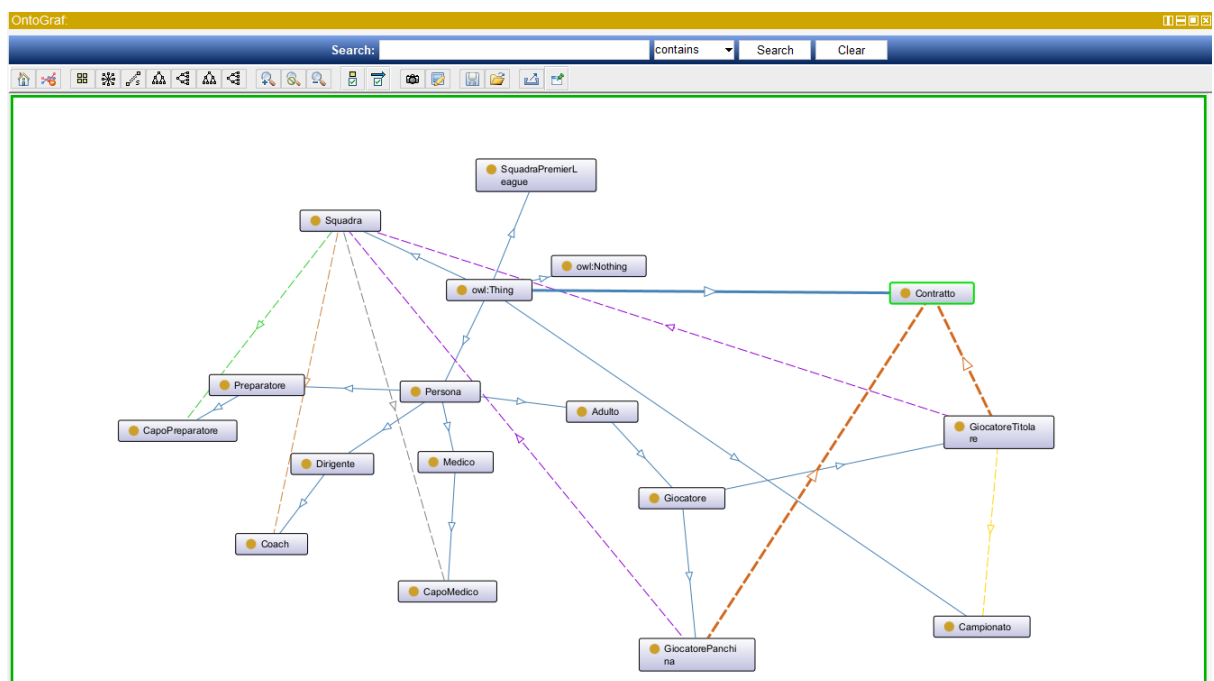 OntoGraf:
Search:
contains
Search
Clear
SquadraPremierL
eague
Squadra
owl:Nothing
owl:Thing
Contratto
Preparatore
Persona
Adulto
CapoPreparatore
GiocatoreTitola
re
Dirigente
Medico
Giocatore
Coach
CapoMedico
Campionato
GiocatorePanchi
na